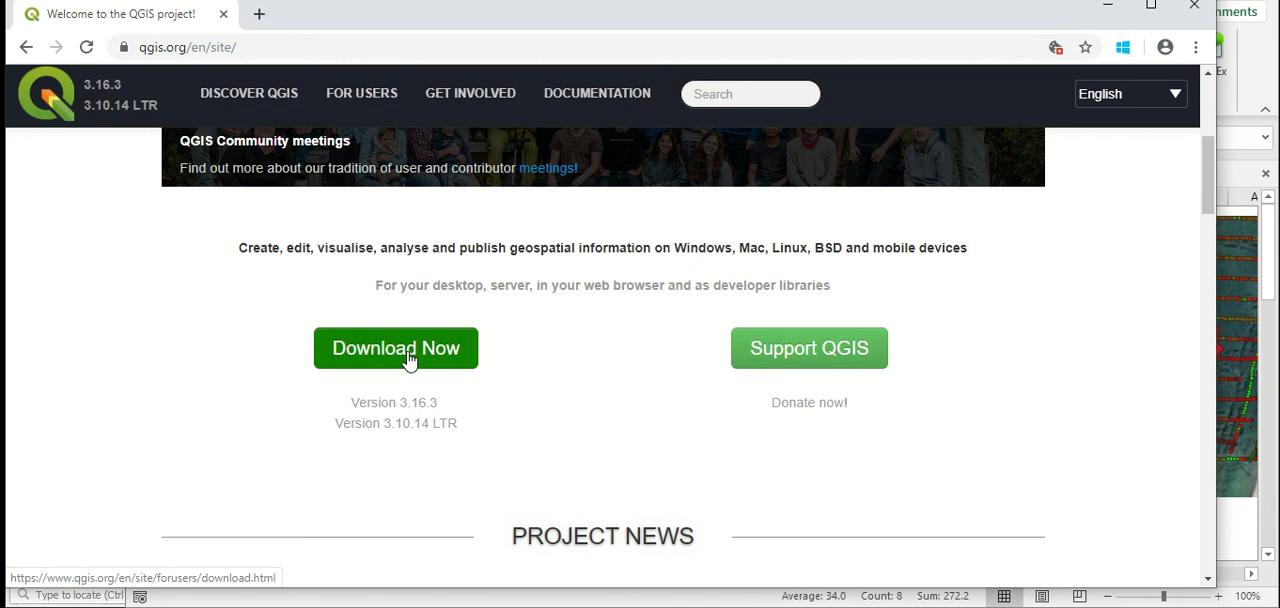 Welcome to the QGIS project!
nments
qgis.org/en/site/
Ex
3.16.3
3.10.14 LTR
DISCOVER QGIS
FOR USERS
GET INVOLVED
DOCUMENTATION
Search
English
QGIS Community meetings
Find out more about our tradition of user and contributor meetings!
A
Create, edit, visualise, analyse and publish geospatial information on Windows, Mac, Linux, BSD and mobile devices
For your desktop, server, in your web browser and as developer libraries
Download Now
Support QGIS
Version 3.16.3
Version 3.10.14 LTR
Donate now!
PROJECT NEWS
https://www.qgis.org/en/site/forusers/download.html
Type to locate (Ctrl
Average: 34.0 Count: 8 Sum: 272.2
100%